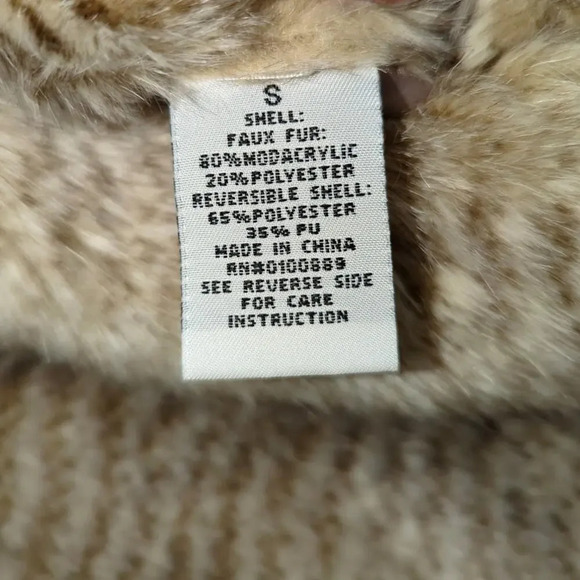 S
SHELL:
FAUX FUR:
80%MODACRYLIC
20%POLYESTER
REVERSIBLE SHELL:
65%POLYESTER
35% PU
MADE IN CHINA
RN#0100889
SEE REVERSE SIDE
FOR CARE
INSTRUCTION